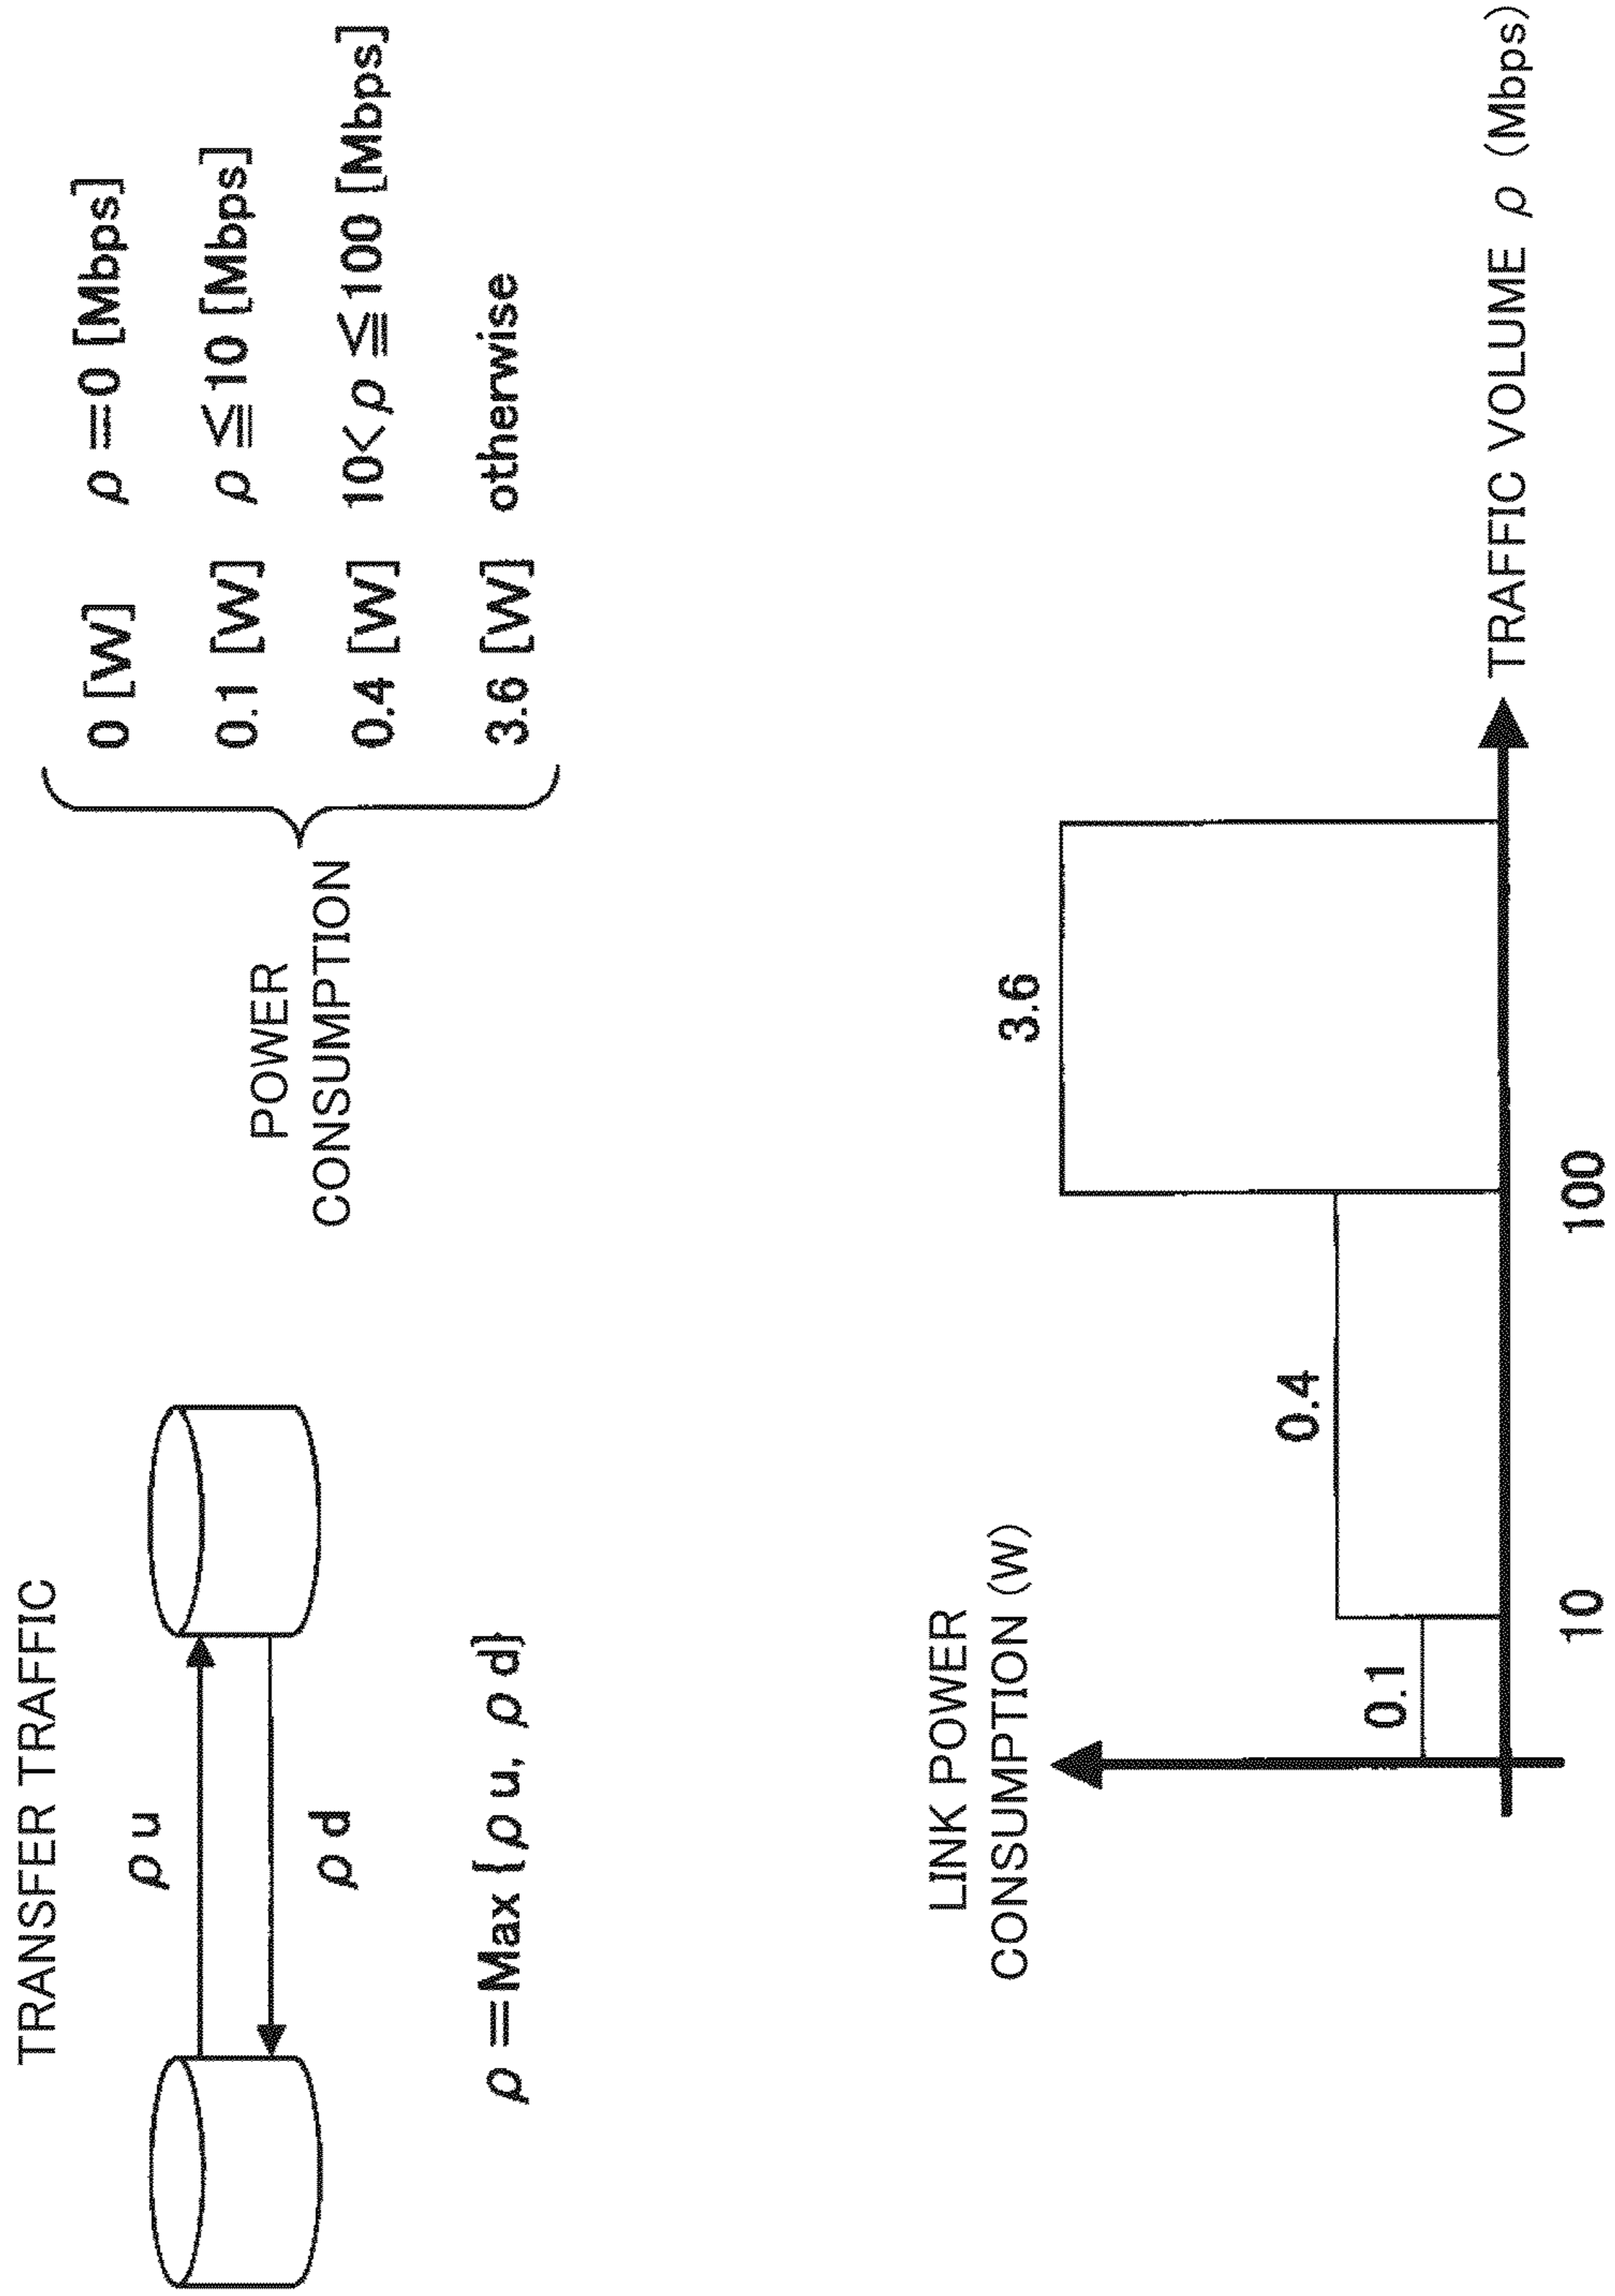 TRANSFER TRAFFIC
ρu
ρd
ρ=Max{ρu, ρd}
POWER
CONSUMPTION
0 [W] ρ=0 [Mbps]
0.1 [W] ρ≦10 [Mbps]
0.4 [W] 10<ρ≦100 [Mbps]
3.6 [W] otherwise
LINK POWER
CONSUMPTION (W)
3.6
0.4
0.1
10
100
TRAFFIC VOLUME ρ (Mbps)